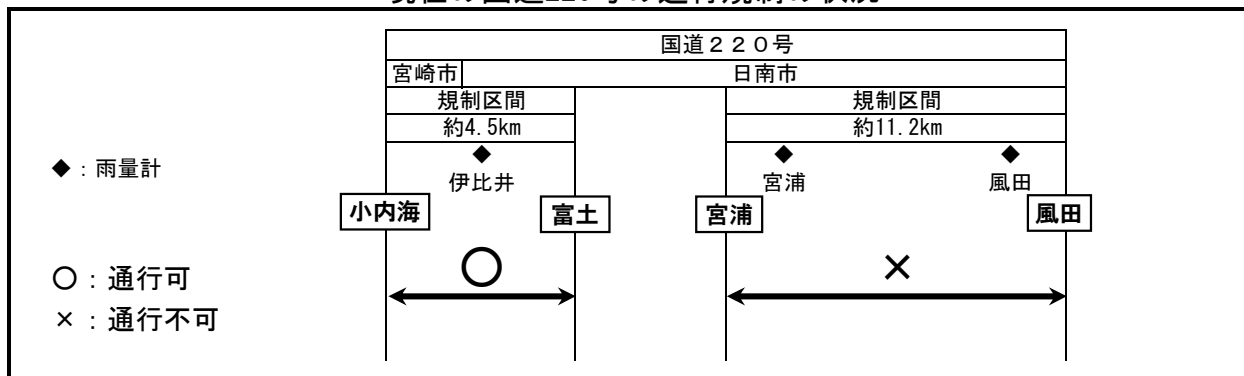 国道２２０号
宮崎市 日南市
規制区間 規制区間
約4.5km 約11.2km
◆ ◆ ◆
◆：雨量計
伊比井 宮浦 風田
小内海 富土 宮浦 風田
○ ×
○：通行可
×：通行不可